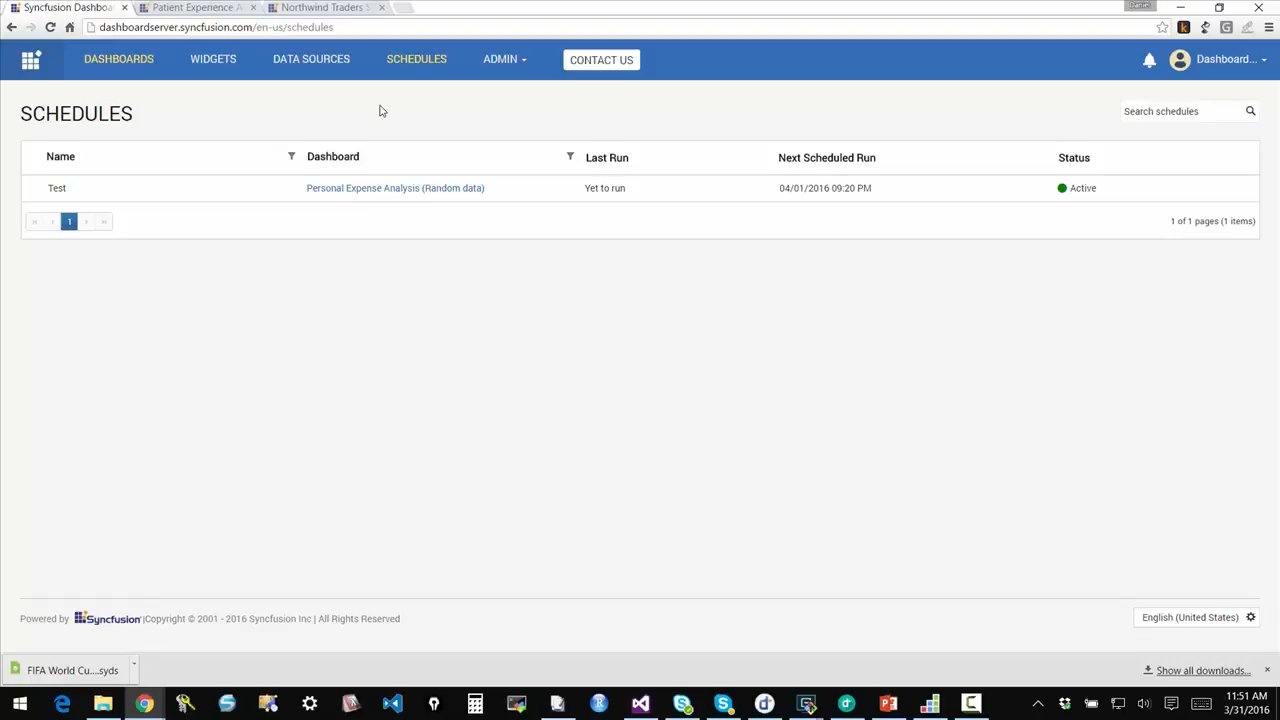 Syncfusion Dashboa
Patient Experience A
Northwind Traders S
Daniel
dashboardserver.syncfusion.com/en-us/schedules
DASHBOARDS
WIDGETS
DATA SOURCES
SCHEDULES
ADMIN
CONTACT US
Dashboard...
SCHEDULES
Search schedules
Name
Dashboard
Last Run
Next Scheduled Run
Status
Test
Personal Expense Analysis (Random data)
Yet to run
04/01/2016 09:20 PM
Active
1
1 of 1 pages (1 items)
Powered by Syncfusion |Copyright © 2001 - 2016 Syncfusion Inc | All Rights Reserved
English (United States)
FIFA World Cu....syds
Show all downloads...
11:51 AM
3/31/2016